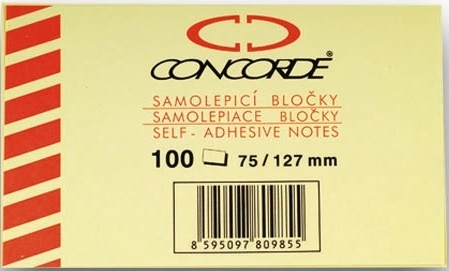 CONCORDE®
SAMOLEPICÍ BLOČKY
SAMOLEPIACE BLOČKY
SELF - ADHESIVE NOTES
100 75 / 127 mm
8 595097 809855